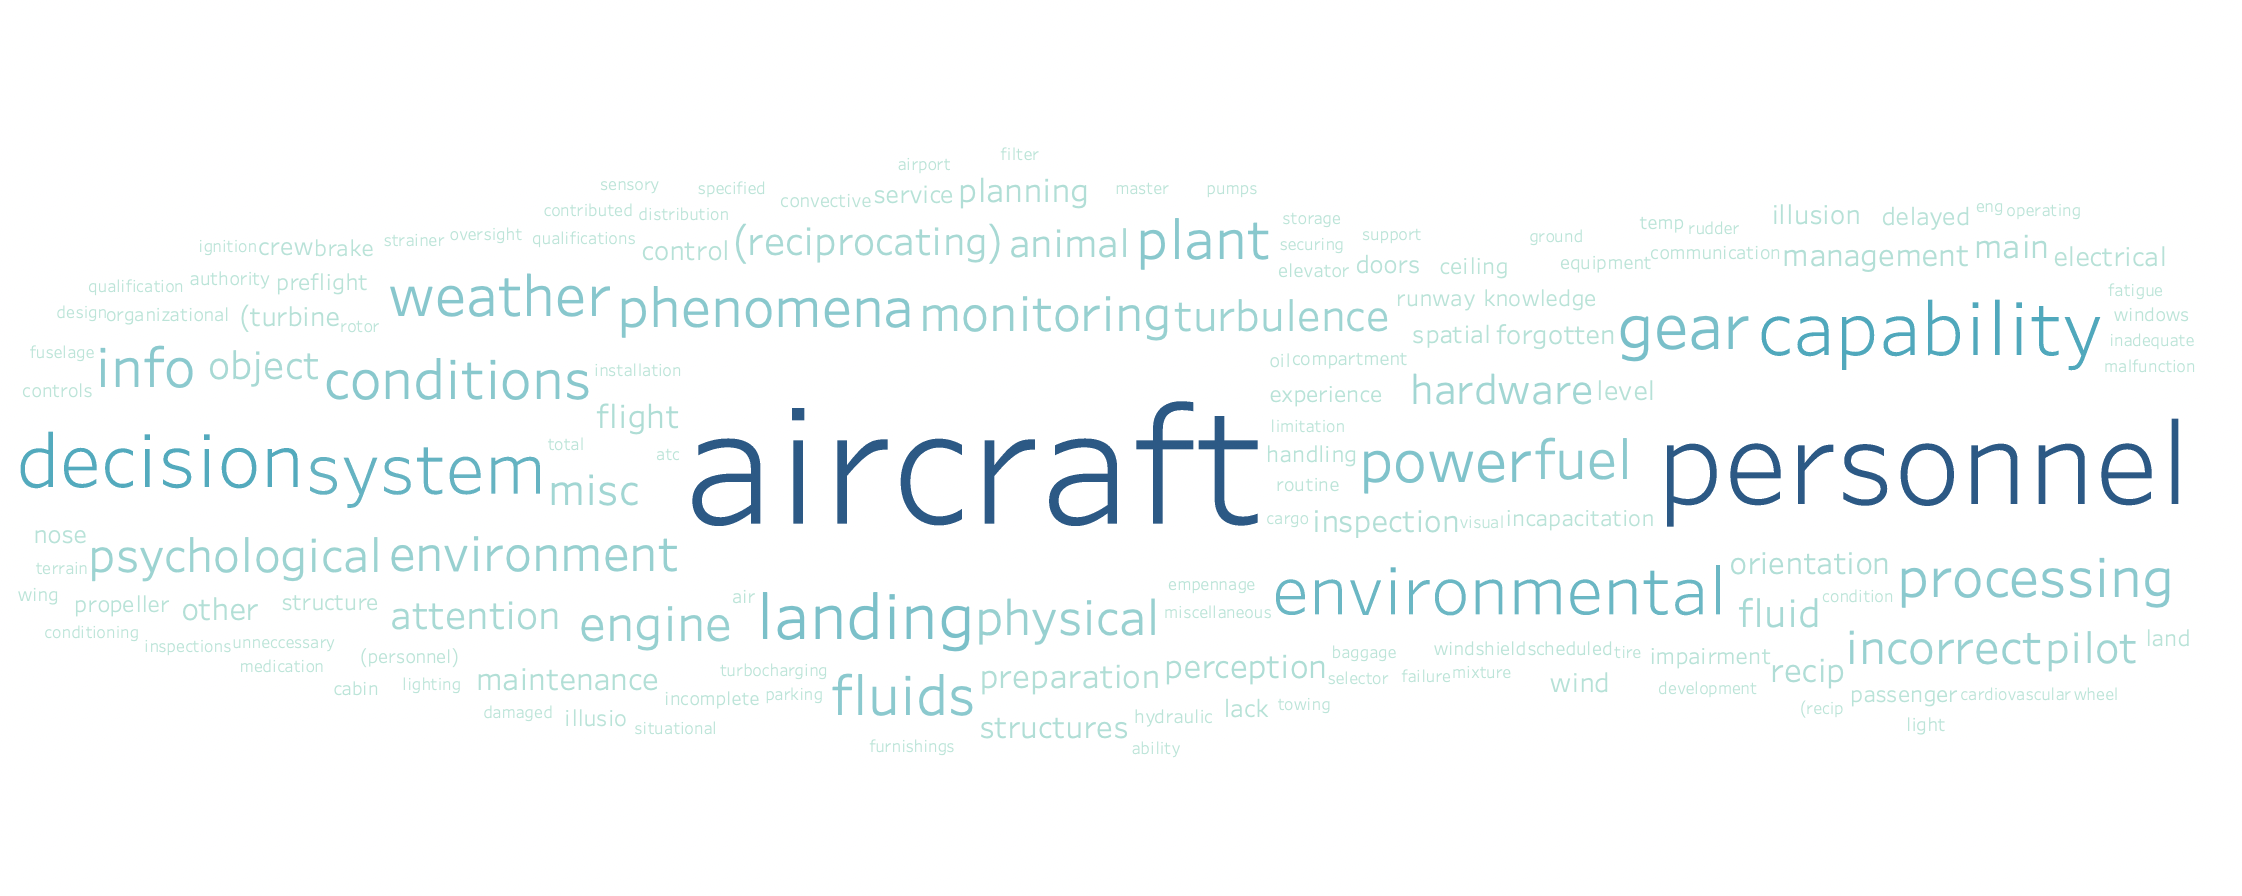 filter
airport
sensory specified convective service planning master pumps
contributed distribution storage
ignition crew brake strainer oversight qualifications control (reciprocating) animal plant securing support ground temp rudder illusion delayed eng operating
qualification authority preflight weather phenomena monitoring turbulence elevator doors ceiling equipment communication management main electrical
design organizational (turbine rotor runway knowledge gear capability fatigue windows
fuselage info object conditions installation oil compartment spatial forgotten inadequate malfunction
controls flight experience hardware level
decision system total misc atc aircraft limitation handling routine cargo power fuel personnel
inspection visual incapacitation
nose psychological environment orientation processing
terrain wing propeller other structure attention engine air landing physical empennage miscellaneous environmental fluid condition
conditioning inspections unneccessary medication (personnel) windshield scheduled tire impairment incorrect pilot land
cabin lighting maintenance turbocharging incomplete parking fluids preparation perception baggage selector failure mixture wind development recip passenger cardiovascular wheel
damaged illusio situational structures hydraulic lack towing (recip light
furnishings ability